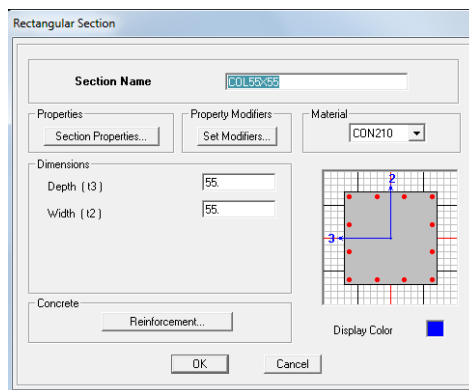 Rectangular Section
Section Name COL55X55
Properties Property Modifiers Material
Section Properties... Set Modifiers... CON210
Dimensions
Depth ( t3 ) 55.
Width ( t2 ) 55.
2
3
Concrete
Reinforcement... Display Color
OK Cancel